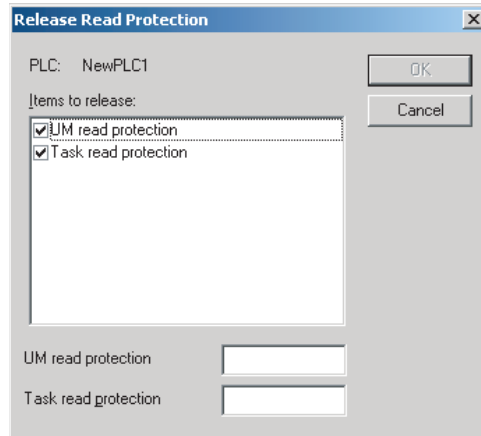 Release Read Protection
PLC: NewPLC1
OK
Items to release:
Cancel
UM read protection
Task read protection
UM read protection
Task read protection